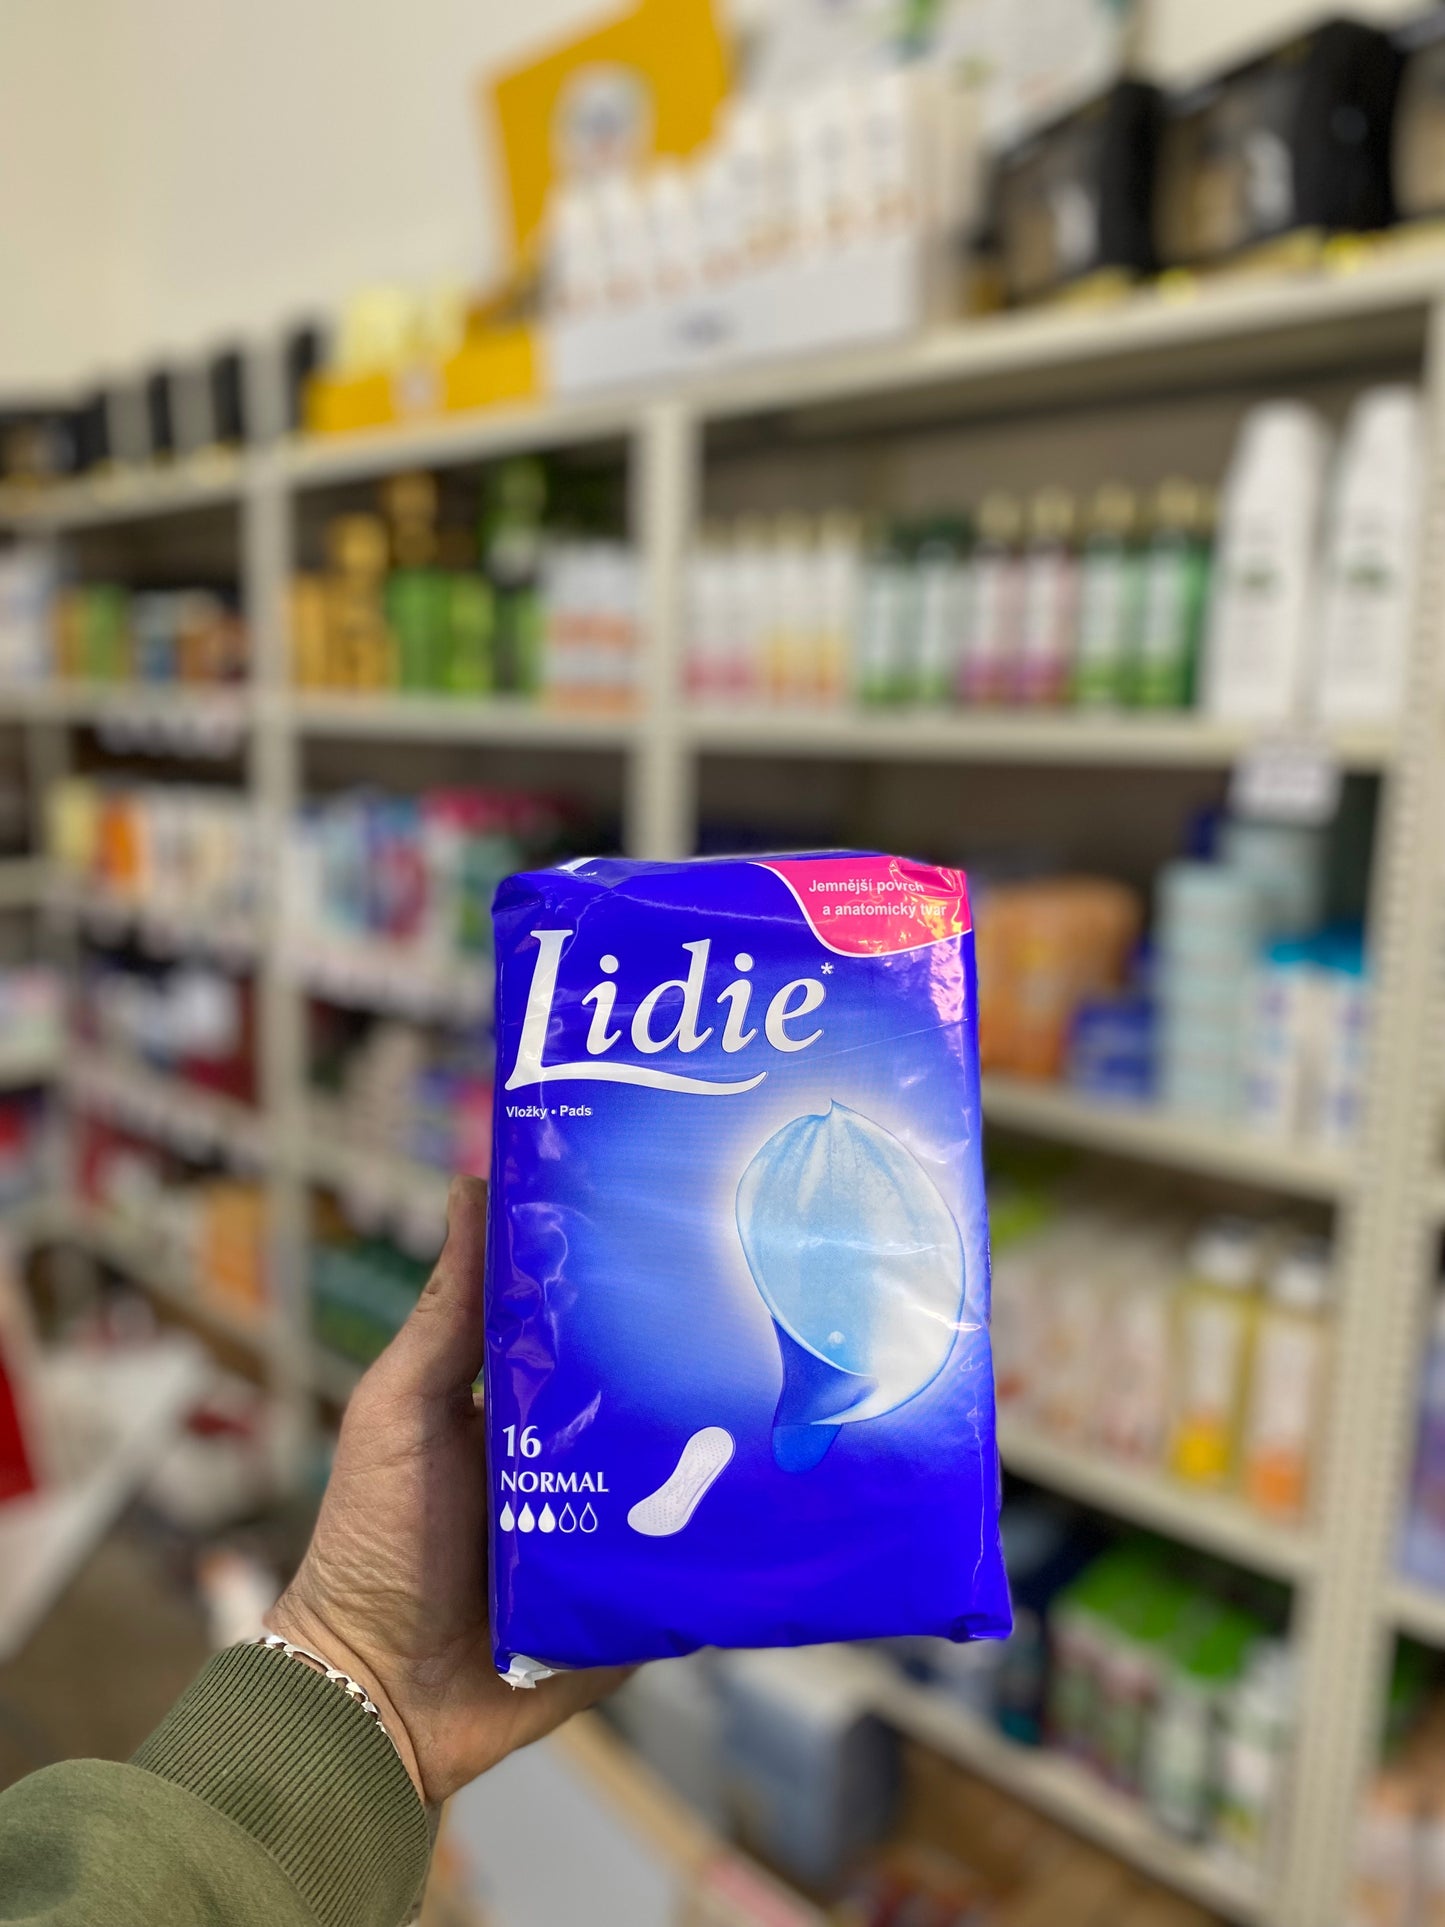 Jemnější povrch
a anatomický tvar
Lidie*
Vložky • Pads
16
NORMAL